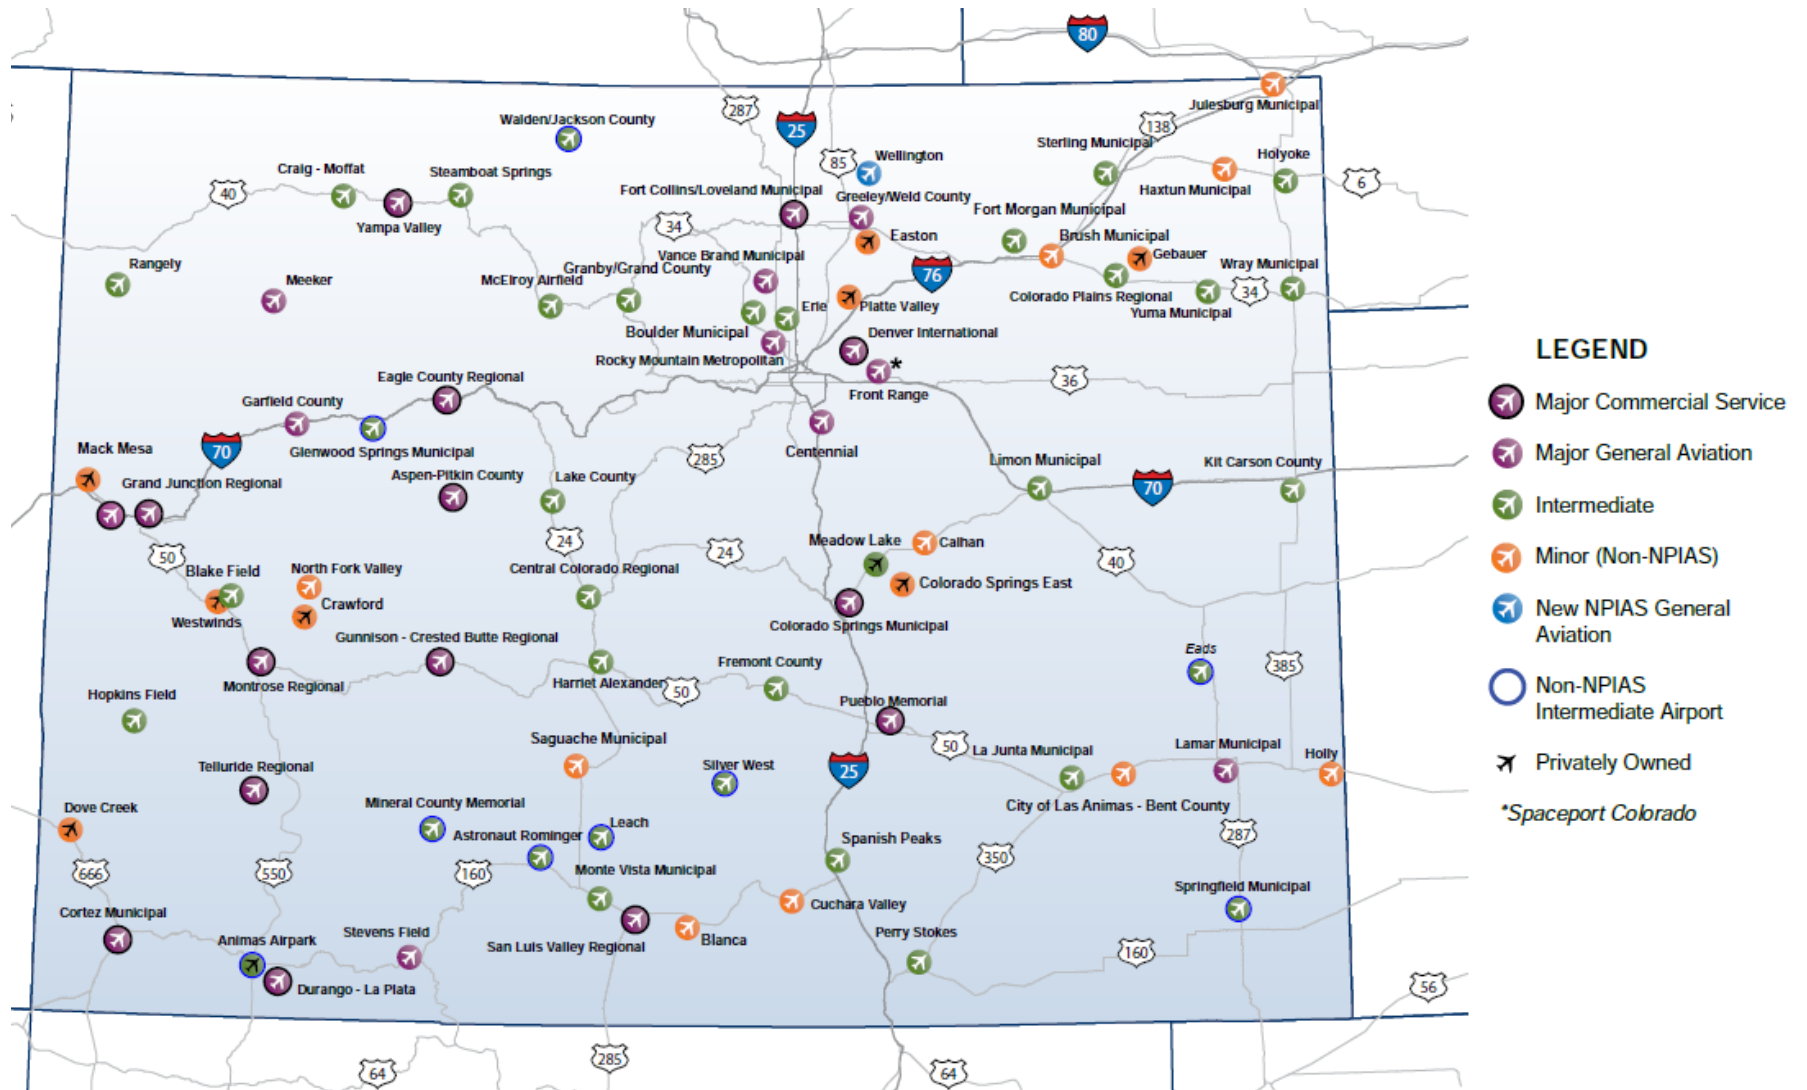 80
287
25
138
Julesburg Municipal
Walden/Jackson County
Sterling Municipal
85
Wellington
Holyoke
Craig - Moffat
Steamboat Springs
40
Fort Collins/Loveland Municipal
Greeley/Weld County
Haxtun Municipal
6
Yampa Valley
34
Fort Morgan Municipal
Easton
Brush Municipal
Gebauer
Rangely
Vance Brand Municipal
Granby/Grand County
Wray Municipal
Meeker
McElroy Airfield
76
34
Colorado Plains Regional
Erie
Platte Valley
Yuma Municipal
Boulder Municipal
Denver International
Rocky Mountain Metropolitan
*
Eagle County Regional
36
Front Range
Garfield County
Glenwood Springs Municipal
Centennial
Mack Mesa
70
285
Limon Municipal
Kit Carson County
Grand Junction Regional
Aspen-Pitkin County
Lake County
70
24
24
Meadow Lake
Calhan
50
40
Blake Field
North Fork Valley
Central Colorado Regional
Colorado Springs East
Crawford
Westwinds
Colorado Springs Municipal
Gunnison - Crested Butte Regional
Eads
Fremont County
385
Montrose Regional
Harriet Alexander
50
Hopkins Field
Pueblo Memorial
Saguache Municipal
50
La Junta Municipal
Lamar Municipal
Holly
Telluride Regional
Silver West
25
Dove Creek
Mineral County Memorial
City of Las Animas - Bent County
Astronaut Rominger
Leach
287
Spanish Peaks
350
666
550
160
Monte Vista Municipal
Springfield Municipal
Cuchara Valley
Cortez Municipal
Animas Airpark
Stevens Field
San Luis Valley Regional
Blanca
Perry Stokes
160
Durango - La Plata
56
285
64
64
LEGEND
Major Commercial Service
Major General Aviation
Intermediate
Minor (Non-NPIAS)
New NPIAS General
Aviation
Non-NPIAS
Intermediate Airport
Privately Owned
*Spaceport Colorado